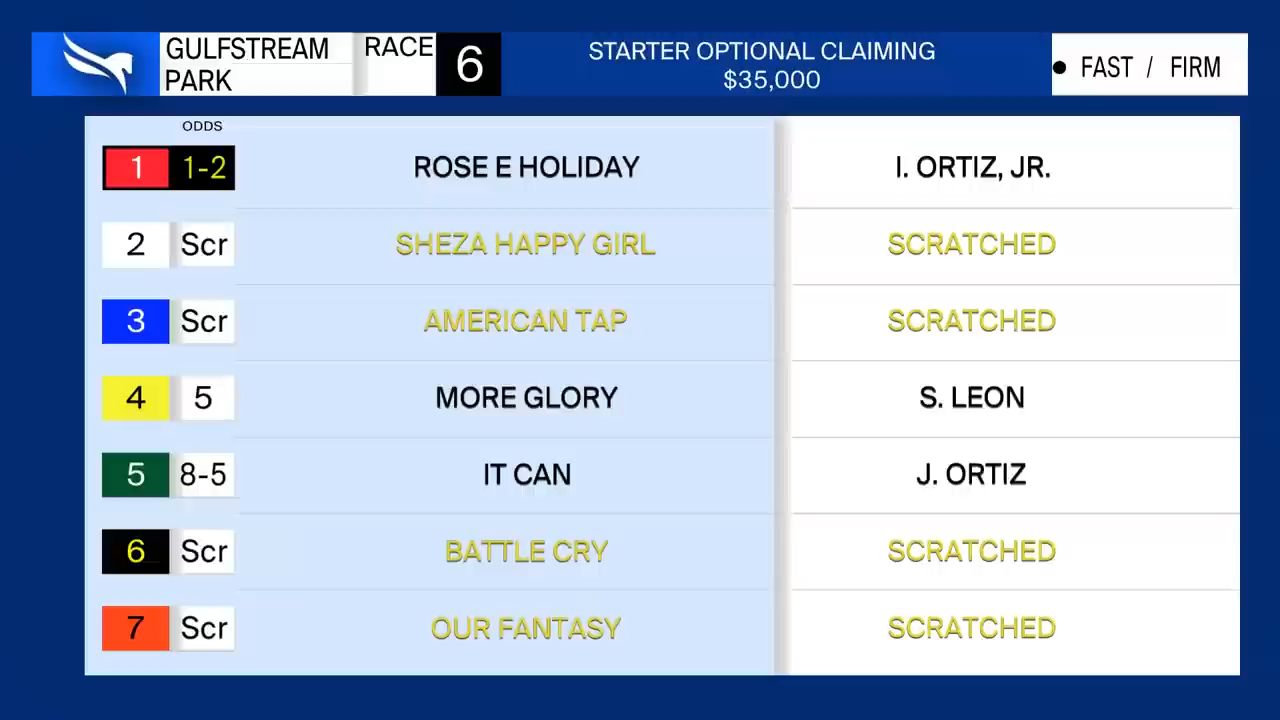 GULFSTREAM PARK
RACE 6
STARTER OPTIONAL CLAIMING
$35,000
• FAST / FIRM
ODDS
1 1-2 ROSE E HOLIDAY I. ORTIZ, JR.
2 Scr SHEZA HAPPY GIRL SCRATCHED
3 Scr AMERICAN TAP SCRATCHED
4 5 MORE GLORY S. LEON
5 8-5 IT CAN J. ORTIZ
6 Scr BATTLE CRY SCRATCHED
7 Scr OUR FANTASY SCRATCHED